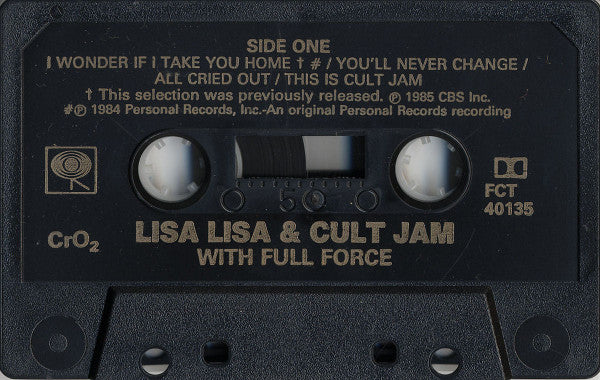 SIDE ONE
I WONDER IF I TAKE YOU HOME † # / YOU'LL NEVER CHANGE /
ALL CRIED OUT / THIS IS CULT JAM
† This selection was previously released. ℗ 1985 CBS Inc.
#℗ 1984 Personal Records, Inc.-An original Personal Records recording
50
FCT
40135
CrO₂
LISA LISA & CULT JAM
WITH FULL FORCE